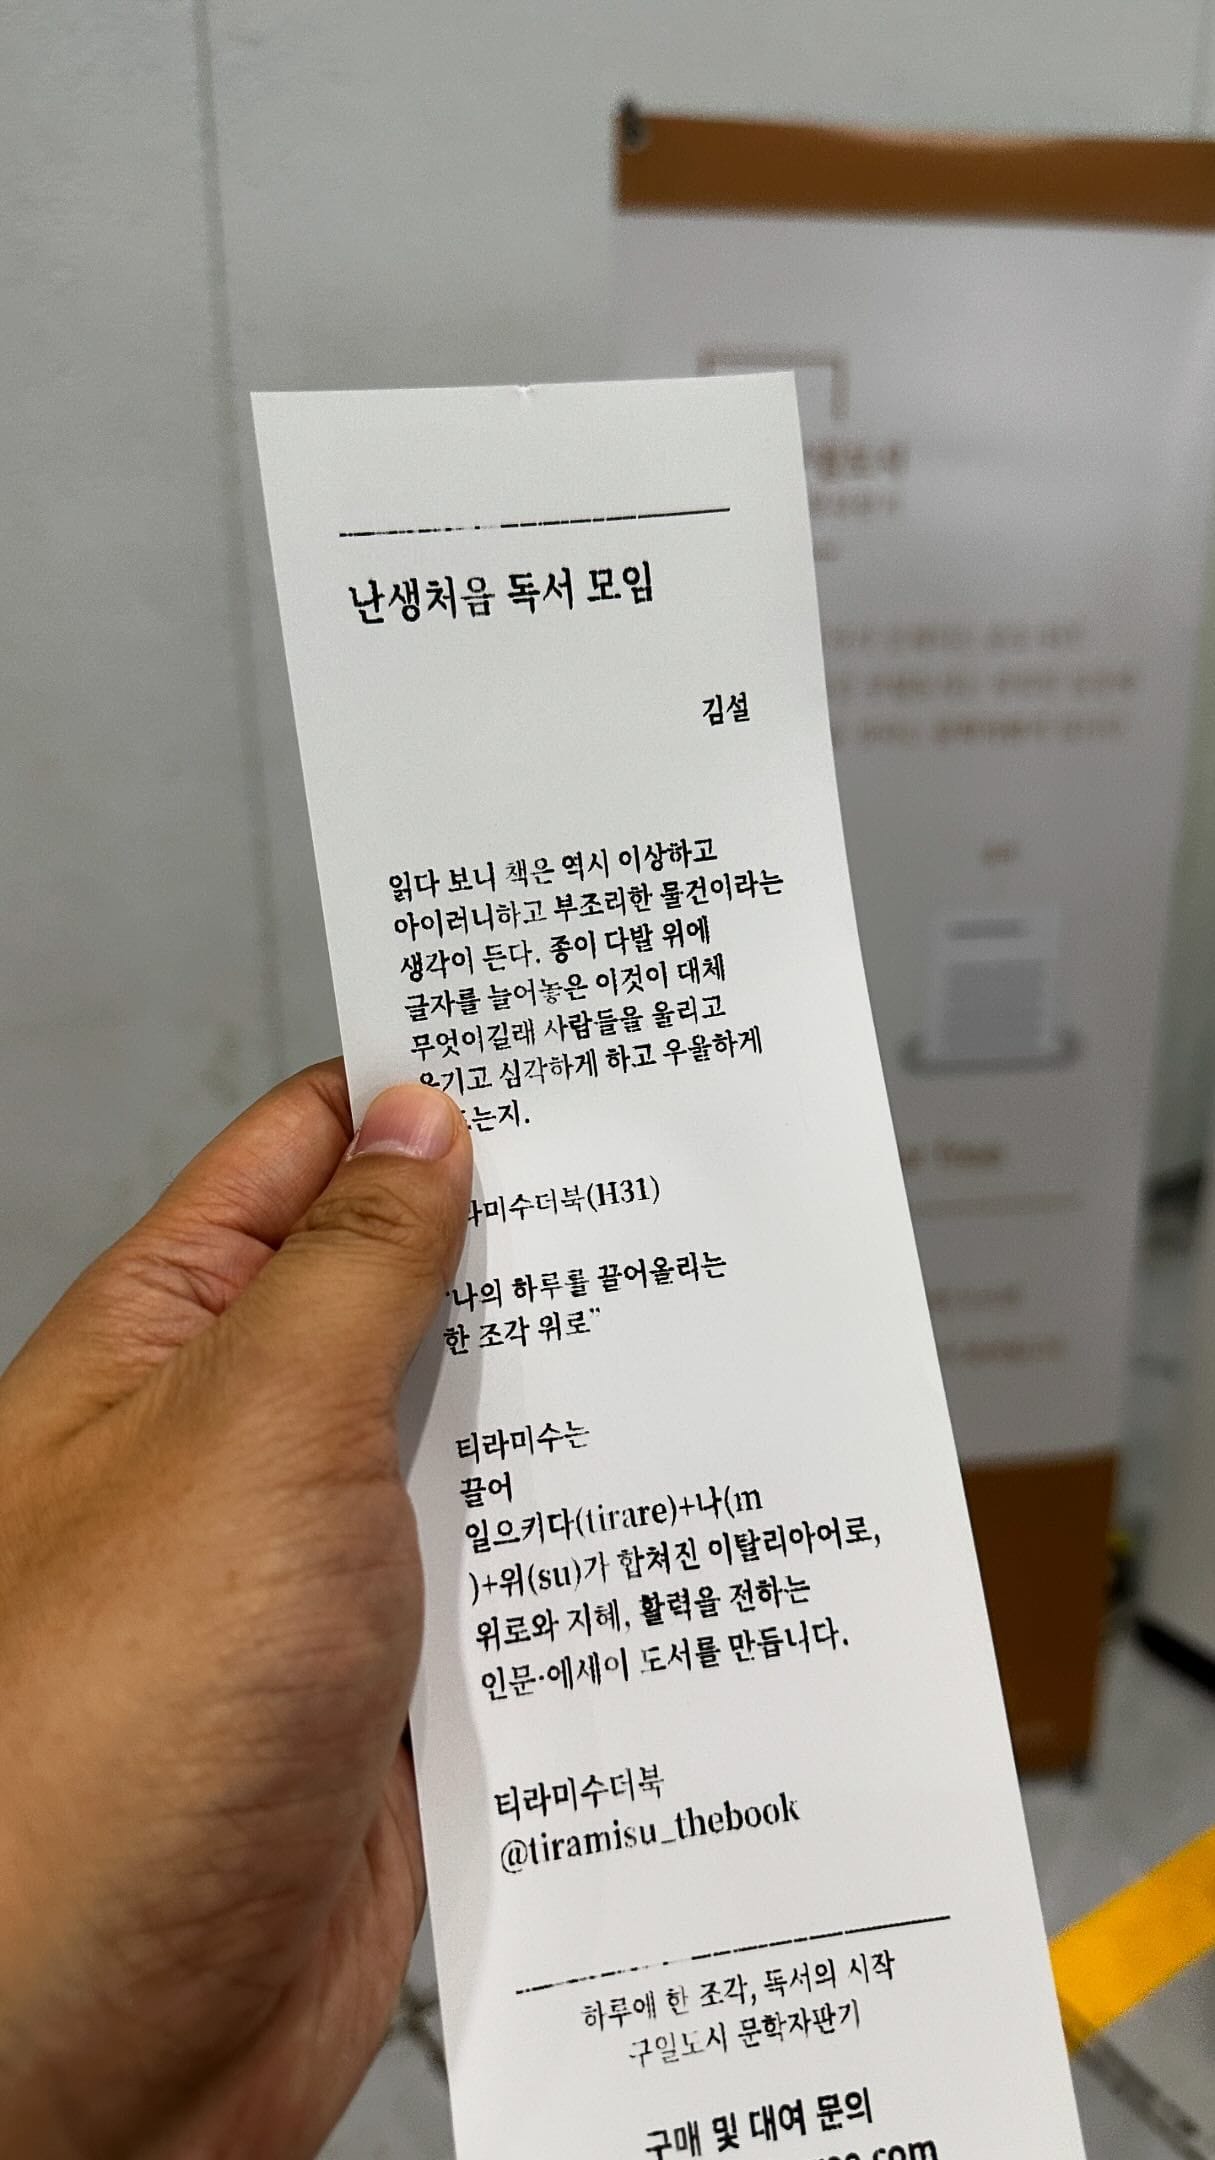 난생처음 독서 모임
김설
읽다 보니 책은 역시 이상하고
아이러니하고 부조리한 물건이라는
생각이 든다. 종이 다발 위에
글자를 늘어놓은 이것이 대체
무엇이길래 사람들을 울리고
웃기고 심각하게 하고 우울하게
는지.
라미수더북(H31)
“나의 하루를 끌어올리는
한 조각 위로”
티라미수는
끌어
일으키다(tirare)+나(m
)+위(su)가 합쳐진 이탈리아어로,
위로와 지혜, 활력을 전하는
인문·에세이 도서를 만듭니다.
티라미수더북
@tiramisu_thebook
하루에 한 조각, 독서의 시작
구일도시 문학자판기
구매 및 대여 문의